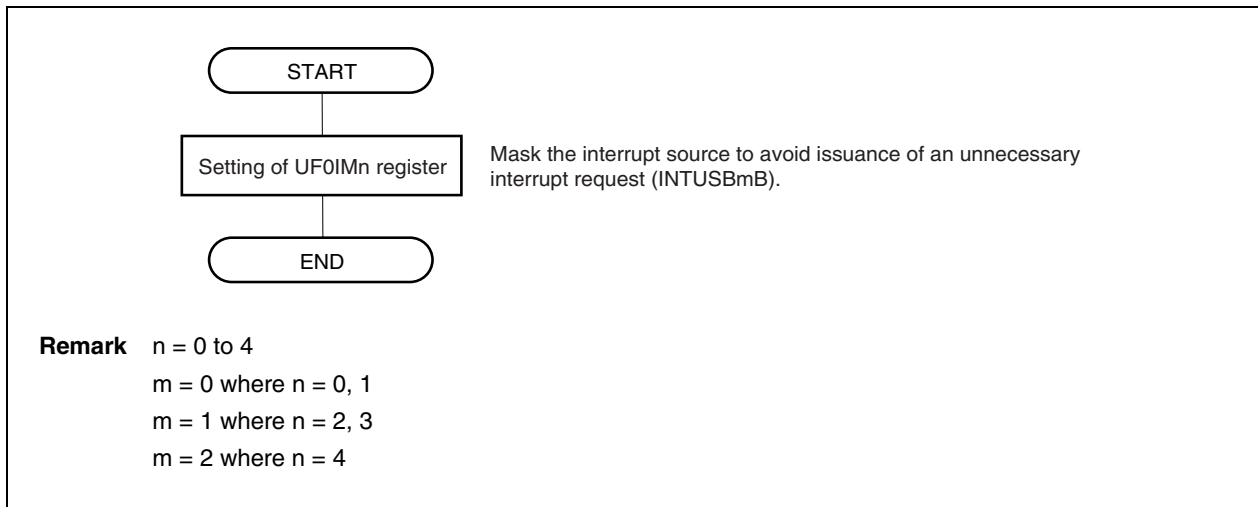 START
Setting of UF0IMn register
Mask the interrupt source to avoid issuance of an unnecessary
interrupt request (INTUSBmB).
END
Remark n = 0 to 4
m = 0 where n = 0, 1
m = 1 where n = 2, 3
m = 2 where n = 4